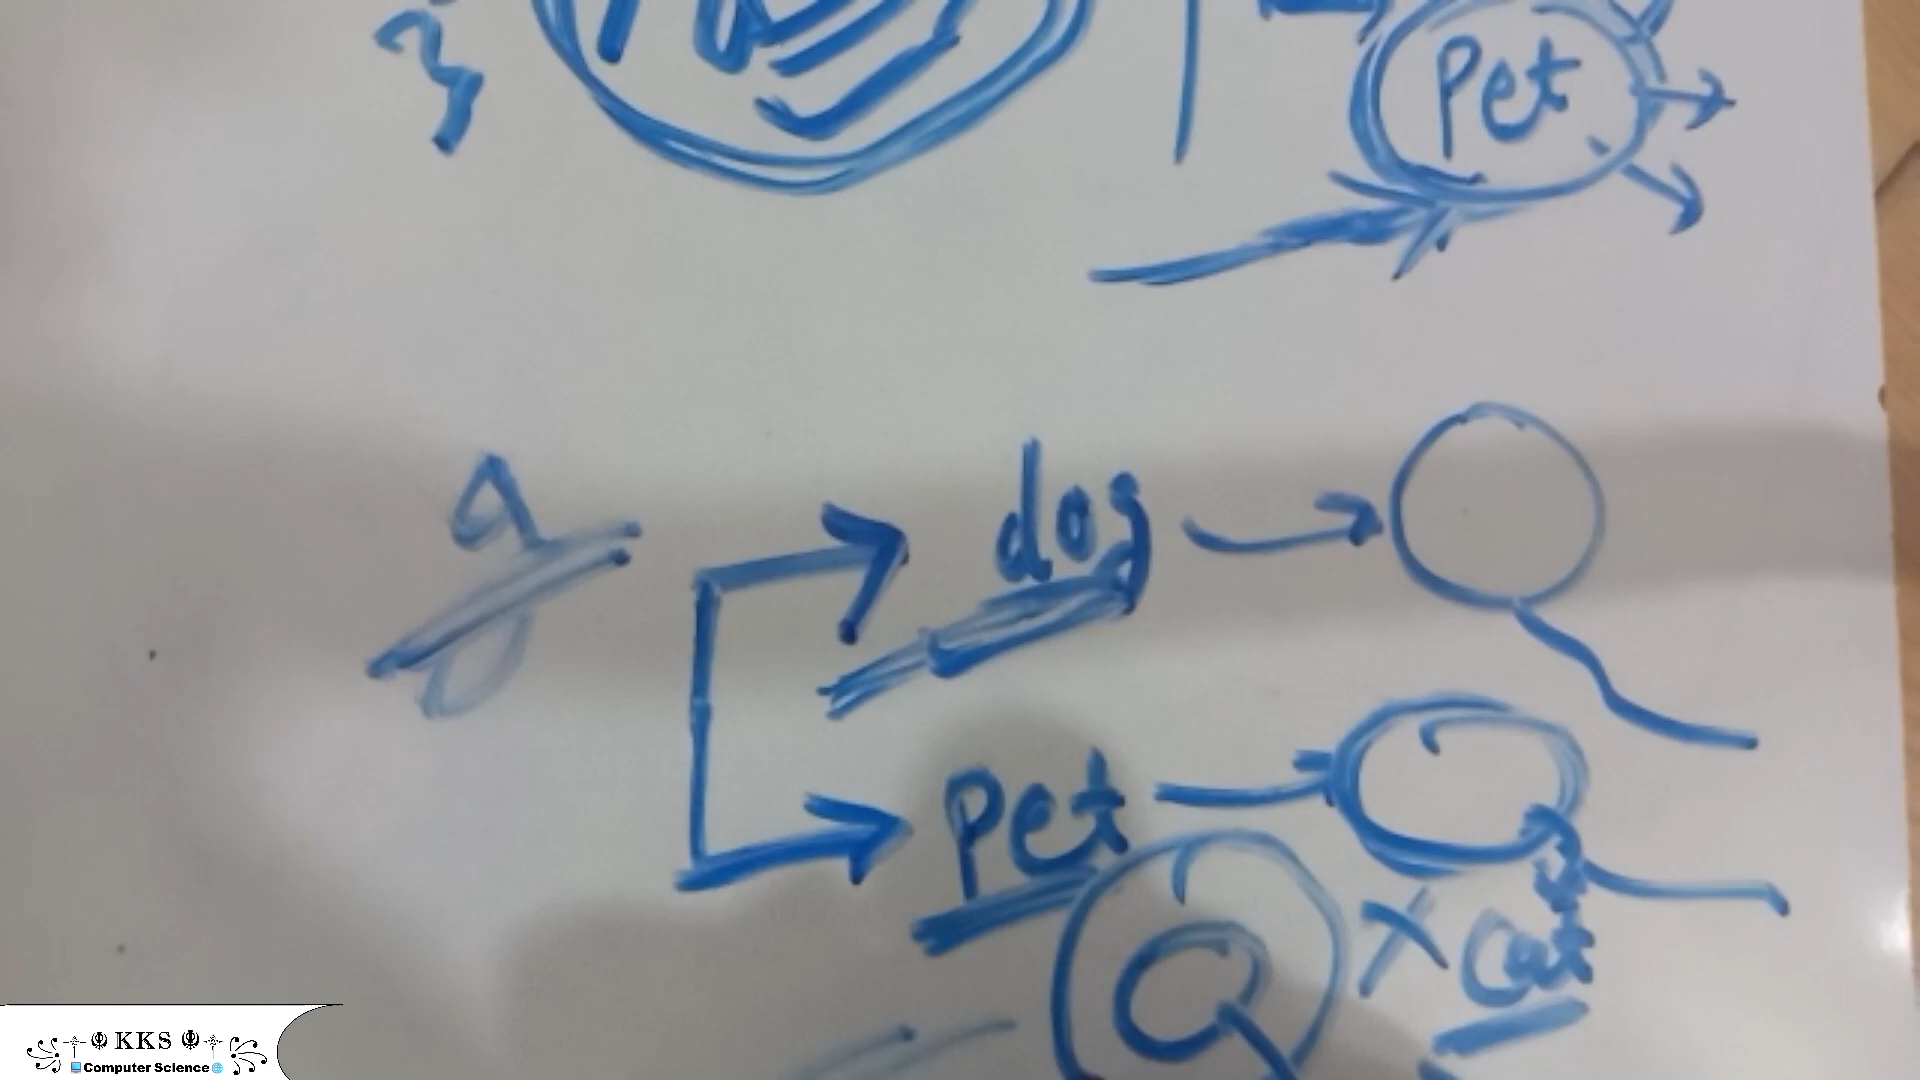 Pet
dog
Pet
x Cat
KKS
Computer Science